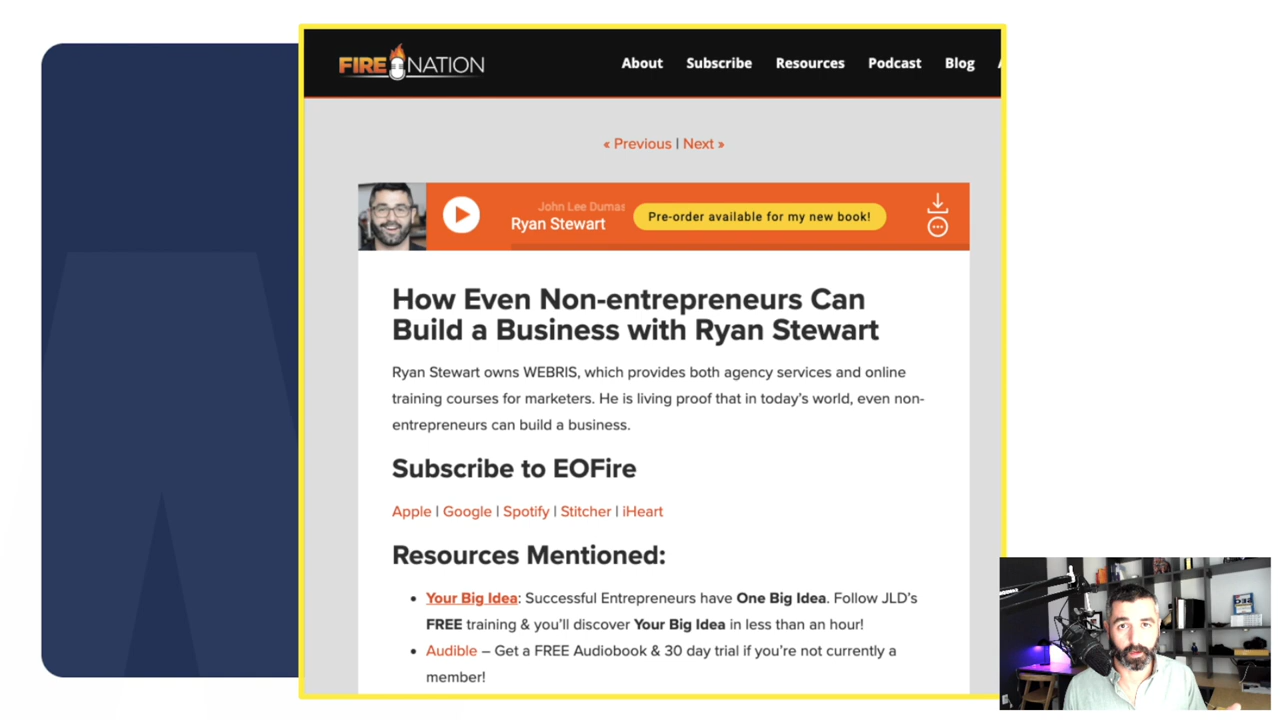 FIRE NATION
About Subscribe Resources Podcast Blog
« Previous | Next »
John Lee Dumas
Ryan Stewart
Pre-order available for my new book!
How Even Non-entrepreneurs Can
Build a Business with Ryan Stewart
Ryan Stewart owns WEBRIS, which provides both agency services and online
training courses for marketers. He is living proof that in today's world, even non-
entrepreneurs can build a business.
Subscribe to EOFire
Apple | Google | Spotify | Stitcher | iHeart
Resources Mentioned:
• Your Big Idea: Successful Entrepreneurs have One Big Idea. Follow JLD's
FREE training & you'll discover Your Big Idea in less than an hour!
• Audible – Get a FREE Audiobook & 30 day trial if you're not currently a
member!